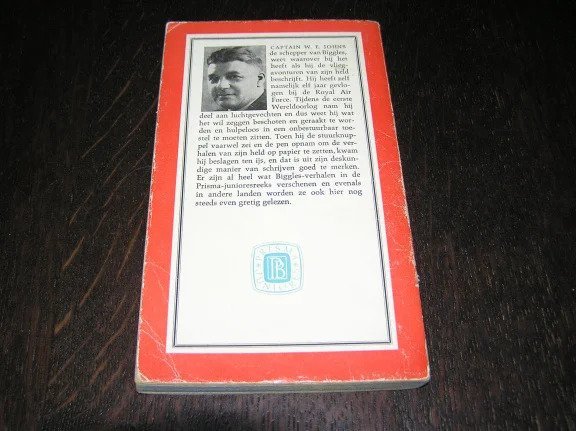 CAPTAIN W. E. JOHNS
de schepper van Biggles,
weet waarover hij het
heeft als hij de vlieg-
avonturen van zijn held
beschrijft. Hij heeft zelf
namelijk elf jaar gevlo-
gen bij de Royal Air
Force. Tijdens de eerste
Wereldoorlog nam hij
deel aan luchtgevechten en dus weet hij wat
het wil zeggen beschoten en geraakt te wor-
den en hulpeloos in een onbestuurbaar toe-
stel te moeten zitten. Toen hij de stuurknup-
pel vaarwel zei en de pen opnam om de ver-
halen van zijn held op papier te zetten, kwam
hij beslagen ten ijs, en dat is uit zijn deskun-
dige manier van schrijven goed te merken.
Er zijn al heel wat Biggles-verhalen in de
Prisma-junioresreeks verschenen en evenals
in andere landen worden ze ook hier nog
steeds even gretig gelezen.
PRISMA
PB
JUNIORES